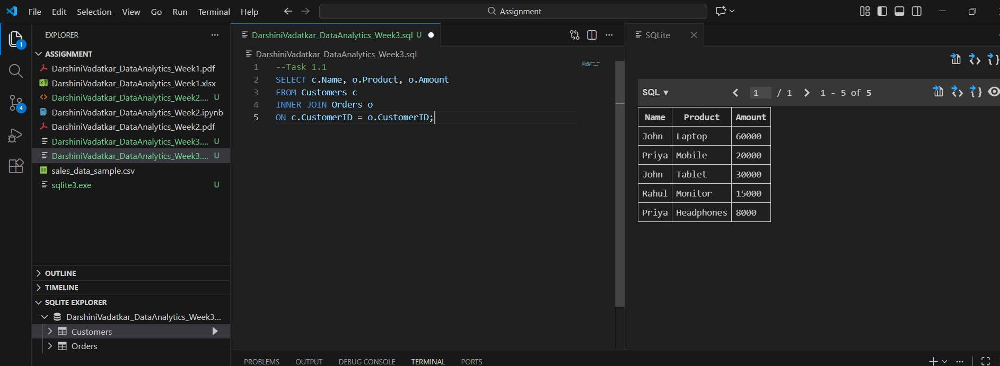 File Edit Selection View Go Run Terminal Help
Assignment
EXPLORER
ASSIGNMENT
DarshiniVadatkar_DataAnalytics_Week1.pdf
DarshiniVadatkar_DataAnalytics_Week1.xlsx
DarshiniVadatkar_DataAnalytics_Week2.... U
DarshiniVadatkar_DataAnalytics_Week2.ipynb
DarshiniVadatkar_DataAnalytics_Week2.pdf
DarshiniVadatkar_DataAnalytics_Week3.... U
DarshiniVadatkar_DataAnalytics_Week3.... U
sales_data_sample.csv
sqlite3.exe U
OUTLINE
TIMELINE
SQLITE EXPLORER
DarshiniVadatkar_DataAnalytics_Week3...
Customers
Orders
1
4
DarshiniVadatkar_DataAnalytics_Week3.sql U
DarshiniVadatkar_DataAnalytics_Week3.sql
1 --Task 1.1
2 SELECT c.Name, o.Product, o.Amount
3 FROM Customers c
4 INNER JOIN Orders o
5 ON c.CustomerID = o.CustomerID;
SQLite
SQL ▼ < 1 / 1 > 1 - 5 of 5
Name Product Amount
John Laptop 60000
Priya Mobile 20000
John Tablet 30000
Rahul Monitor 15000
Priya Headphones 8000
PROBLEMS OUTPUT DEBUG CONSOLE TERMINAL PORTS